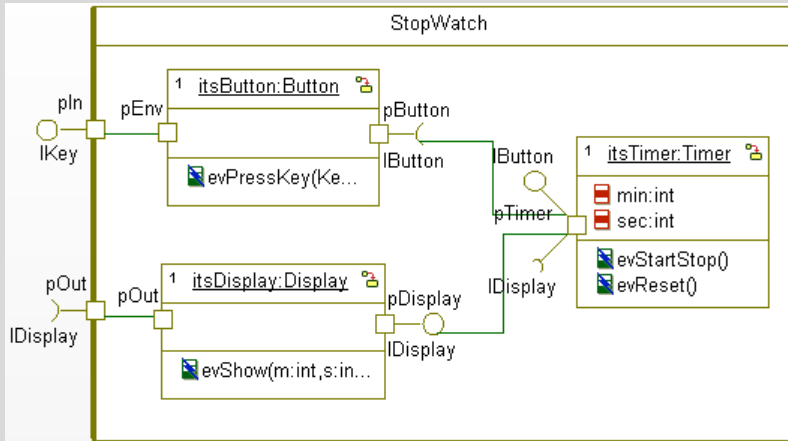 StopWatch
1 itsButton:Button
pIn
pEnv
pButton
IKey
IButton
evPressKey(Ke...
IButton
1 itsTimer:Timer
min:int
sec:int
pTimer
evStartStop()
evReset()
IDisplay
pOut
pOut
1 itsDisplay:Display
pDisplay
IDisplay
IDisplay
evShow(m:int,s:in...